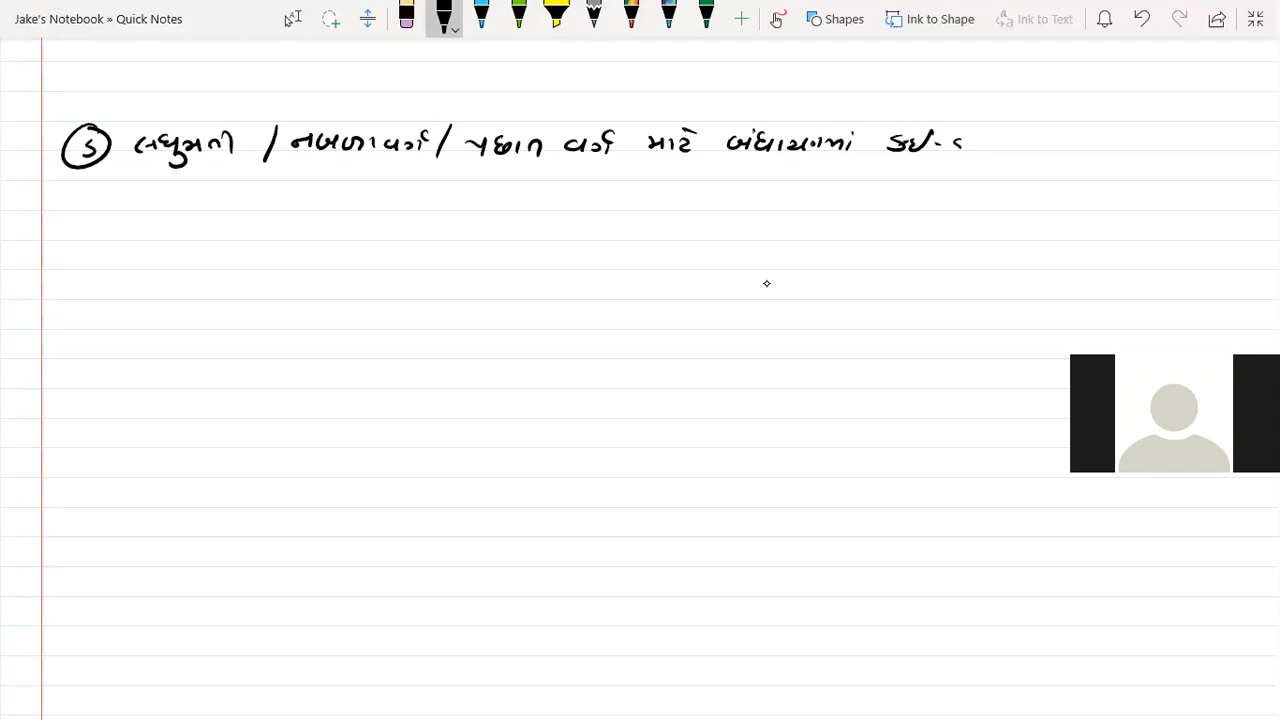 Jake's Notebook » Quick Notes Shapes Ink to Shape Ink to Text
③ લઘુમતી / નબળા વર્ગ / પછાત વર્ગ માટે બંધારણમાં કઈ-ક